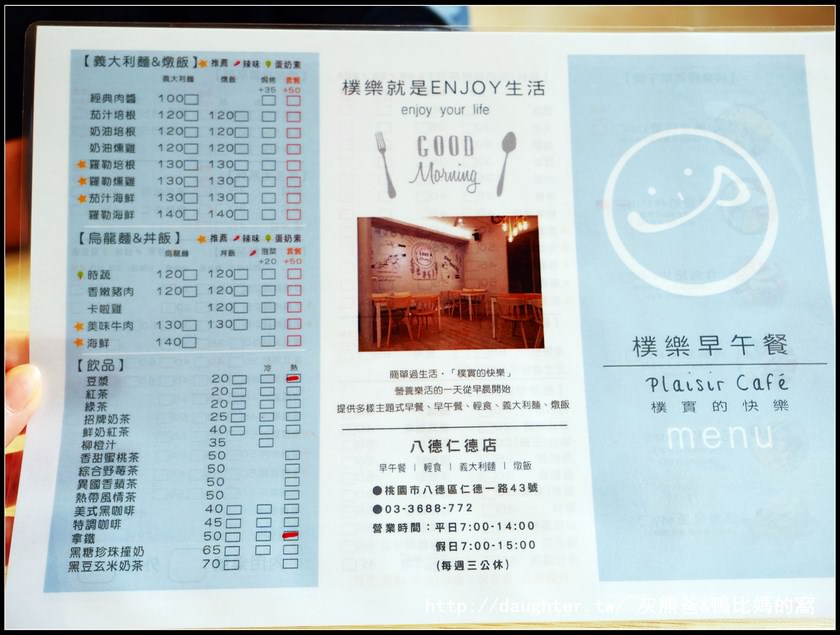 【義大利麵&燉飯】 推薦 辣味 蛋奶素
義大利麵 燉飯 焗烤 套餐
+35 +50
經典肉醬 100
茄汁培根 120 120
奶油培根 120 120
奶油燻雞 120 120
羅勒培根 130 130
羅勒燻雞 130 130
茄汁海鮮 130 130
羅勒海鮮 140 140
【烏龍麵&丼飯】 推薦 辣味 蛋奶素
烏龍麵 丼飯 泡菜 套餐
+20 +50
時蔬 120 120
香嫩豬肉 120 120
卡啦雞 120
美味牛肉 130 130
海鮮 140
【飲品】 冷 熱
豆漿 20
紅茶 20
綠茶 20
招牌奶茶 25
鮮奶紅茶 40
柳橙汁 35
香甜蜜桃茶 50
綜合野莓茶 50
異國香蘋茶 50
熱帶風情茶 50
美式黑咖啡 40
特調咖啡 45
拿鐵 50
黑糖珍珠撞奶 65
黑豆玄米奶茶 70
樸樂就是ENJOY生活
enjoy your life
GOOD
Morning
簡單過生活・「樸實的快樂」
營養樂活的一天從早晨開始
提供多樣主題式早餐、早午餐、輕食、義大利麵、燉飯
八德仁德店
早午餐 | 輕食 | 義大利麵 | 燉飯
●桃園市八德區仁德一路43號
●03-3688-772
營業時間：平日7:00-14:00
假日7:00-15:00
(每週三公休)
樸樂早午餐
Plaisir Café
樸實的快樂
menu
http://daughter.tw/ 灰熊爸&鴨比媽的窩